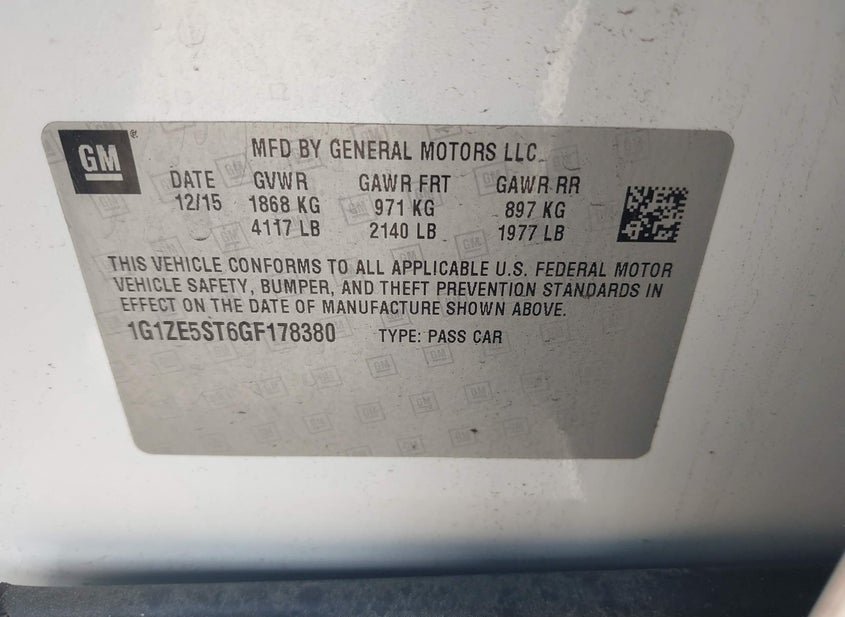 GM
MFD BY GENERAL MOTORS LLC
DATE GVWR GAWR FRT GAWR RR
12/15 1868 KG 971 KG 897 KG
4117 LB 2140 LB 1977 LB
THIS VEHICLE CONFORMS TO ALL APPLICABLE U.S. FEDERAL MOTOR
VEHICLE SAFETY, BUMPER, AND THEFT PREVENTION STANDARDS IN
EFFECT ON THE DATE OF MANUFACTURE SHOWN ABOVE.
1G1ZE5ST6GF178380 TYPE: PASS CAR